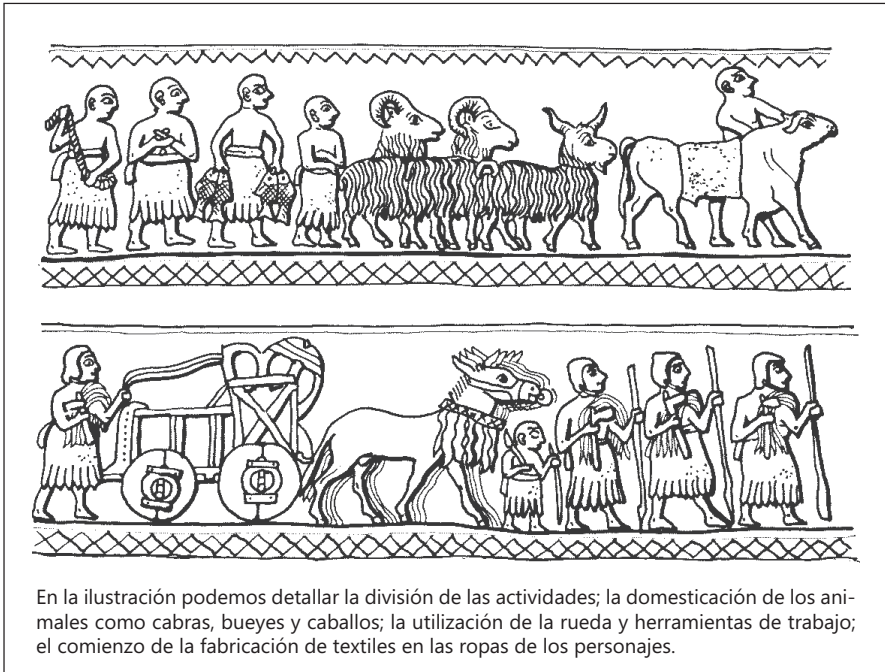 En la ilustración podemos detallar la división de las actividades; la domesticación de los ani-
males como cabras, bueyes y caballos; la utilización de la rueda y herramientas de trabajo;
el comienzo de la fabricación de textiles en las ropas de los personajes.